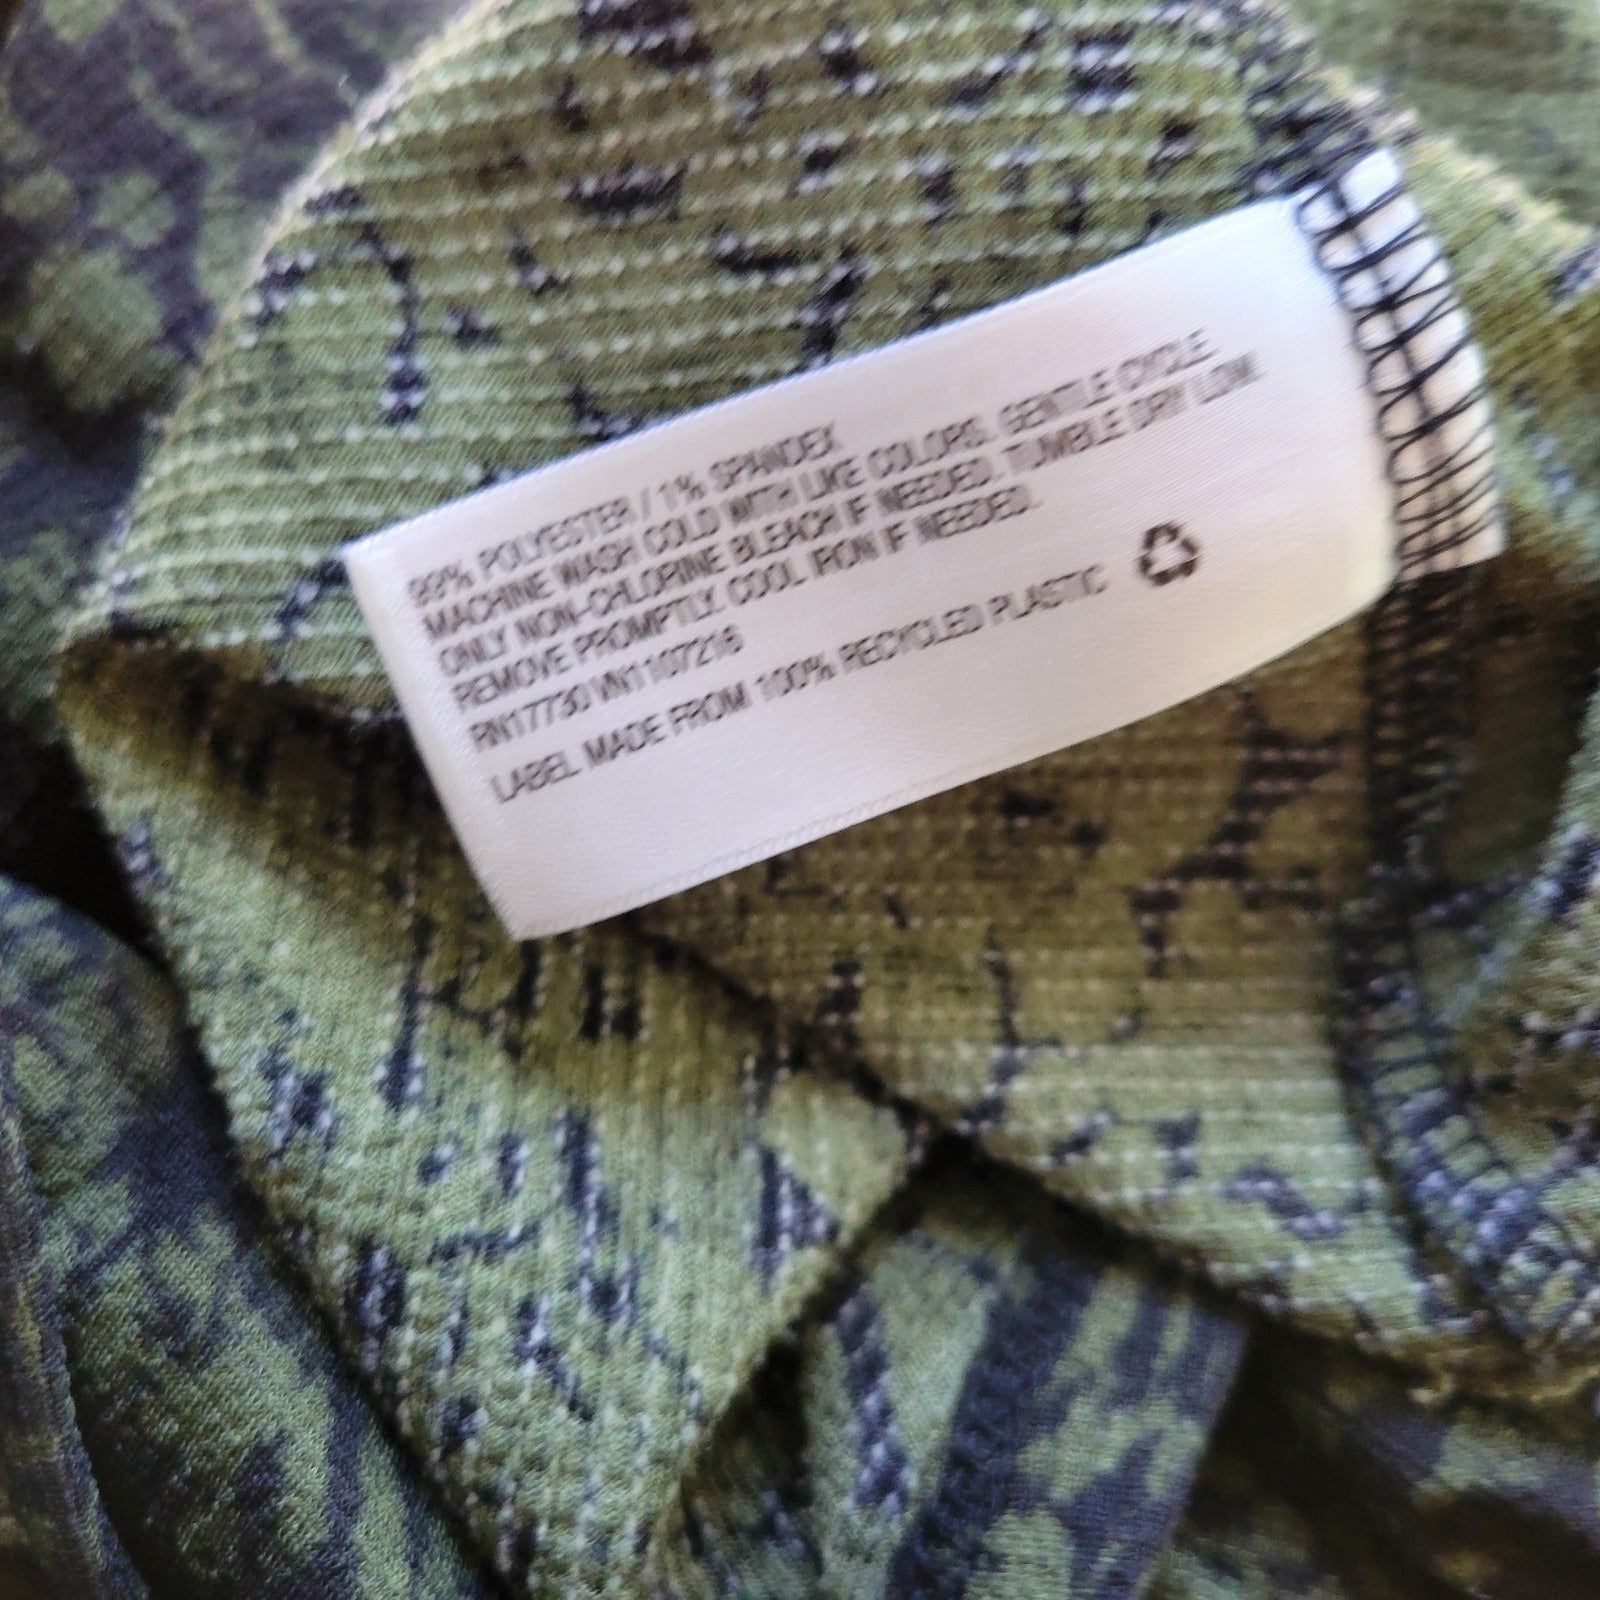 99% POLYESTER / 1% SPANDEX
MACHINE WASH COLD WITH LIKE COLORS. GENTLE CYCLE
ONLY NON-CHLORINE BLEACH IF NEEDED. TUMBLE DRY LOW.
REMOVE PROMPTLY. COOL IRON IF NEEDED.
RN17730 VN1107216
LABEL MADE FROM 100% RECYCLED PLASTIC